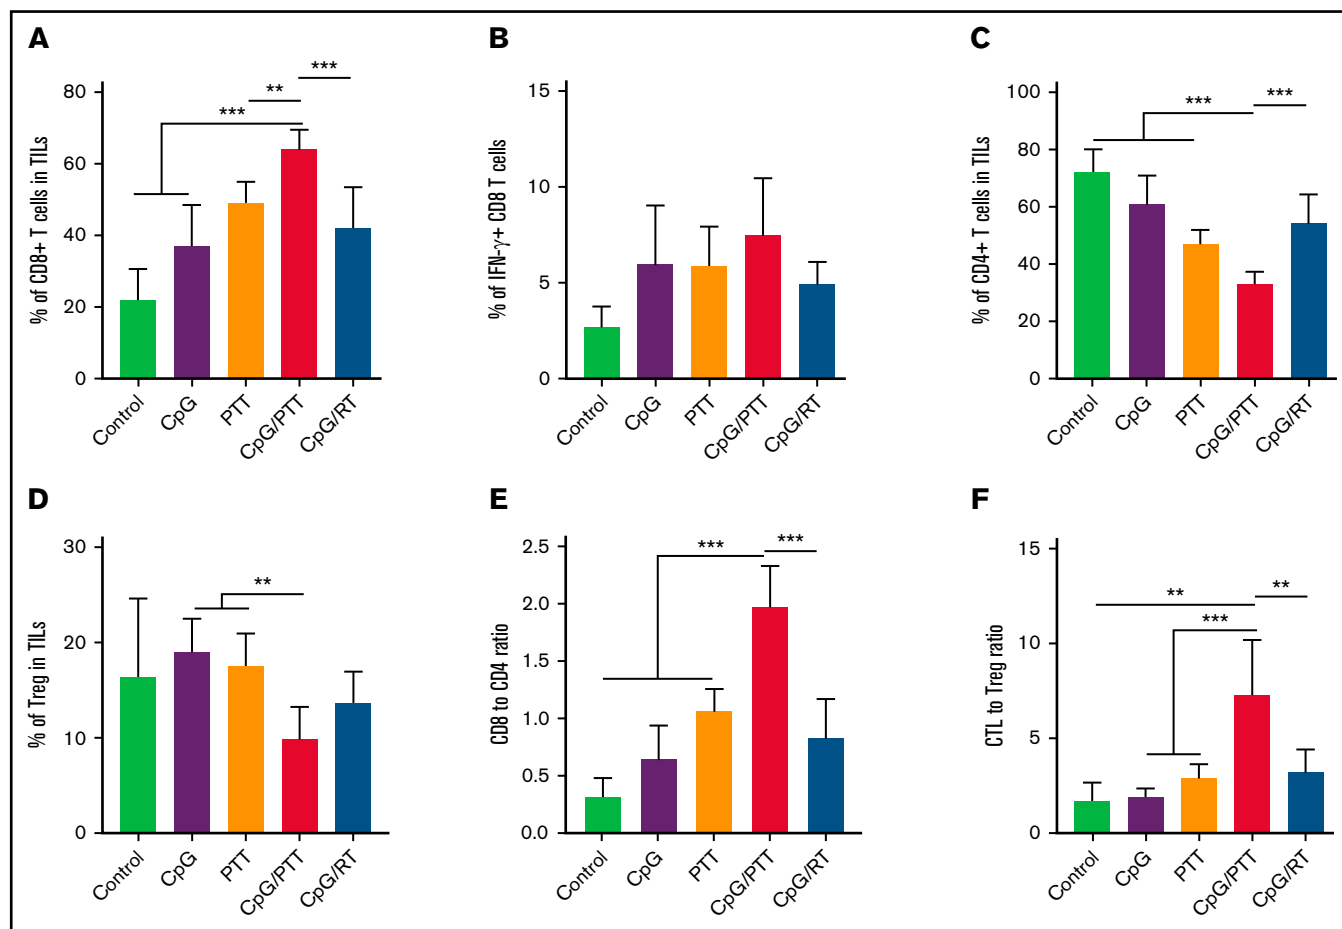 A
% of CD8+ T cells in TILs
80
60
40
20
0
***
**
***
Control
CpG
PTT
CpG/PTT
CpG/RT
B
% of IFN-γ+ CD8 T cells
15
10
5
0
Control
CpG
PTT
CpG/PTT
CpG/RT
C
% of CD4+ T cells in TILs
100
80
60
40
20
0
***
***
Control
CpG
PTT
CpG/PTT
CpG/RT
D
% of Treg in TILs
30
20
10
0
**
Control
CpG
PTT
CpG/PTT
CpG/RT
E
CD8 to CD4 ratio
2.5
2.0
1.5
1.0
0.5
0.0
***
***
Control
CpG
PTT
CpG/PTT
CpG/RT
F
CTL to Treg ratio
15
10
5
0
**
***
**
Control
CpG
PTT
CpG/PTT
CpG/RT